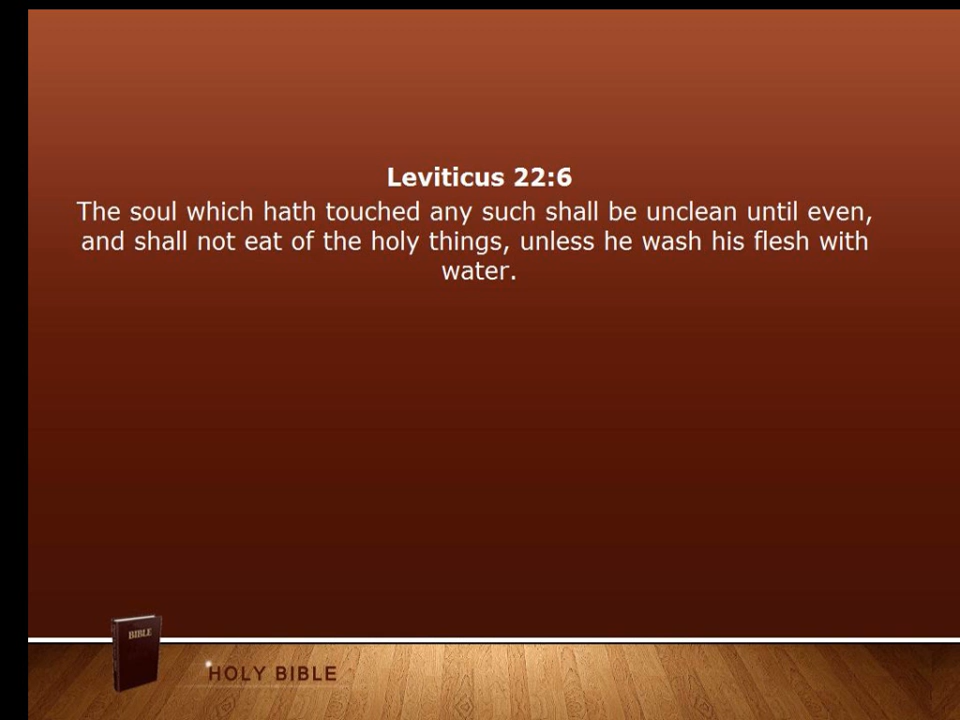 Leviticus 22:6
The soul which hath touched any such shall be unclean until even,
and shall not eat of the holy things, unless he wash his flesh with
water.
BIBLE
HOLY BIBLE